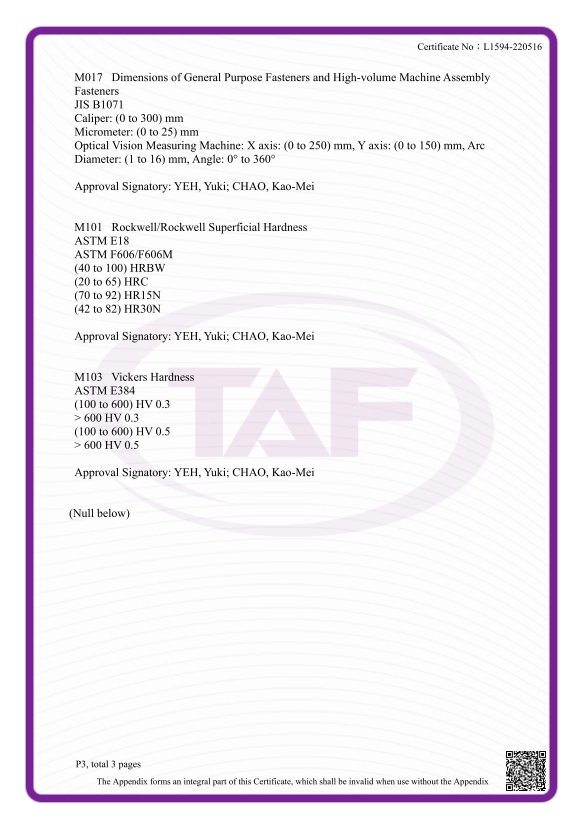 Certificate No：L1594-220516
M017 Dimensions of General Purpose Fasteners and High-volume Machine Assembly
Fasteners
JIS B1071
Caliper: (0 to 300) mm
Micrometer: (0 to 25) mm
Optical Vision Measuring Machine: X axis: (0 to 250) mm, Y axis: (0 to 150) mm, Arc
Diameter: (1 to 16) mm, Angle: 0° to 360°
Approval Signatory: YEH, Yuki; CHAO, Kao-Mei
M101 Rockwell/Rockwell Superficial Hardness
ASTM E18
ASTM F606/F606M
(40 to 100) HRBW
(20 to 65) HRC
(70 to 92) HR15N
(42 to 82) HR30N
Approval Signatory: YEH, Yuki; CHAO, Kao-Mei
TAF
M103 Vickers Hardness
ASTM E384
(100 to 600) HV 0.3
> 600 HV 0.3
(100 to 600) HV 0.5
> 600 HV 0.5
Approval Signatory: YEH, Yuki; CHAO, Kao-Mei
(Null below)
P3, total 3 pages
The Appendix forms an integral part of this Certificate, which shall be invalid when use without the Appendix